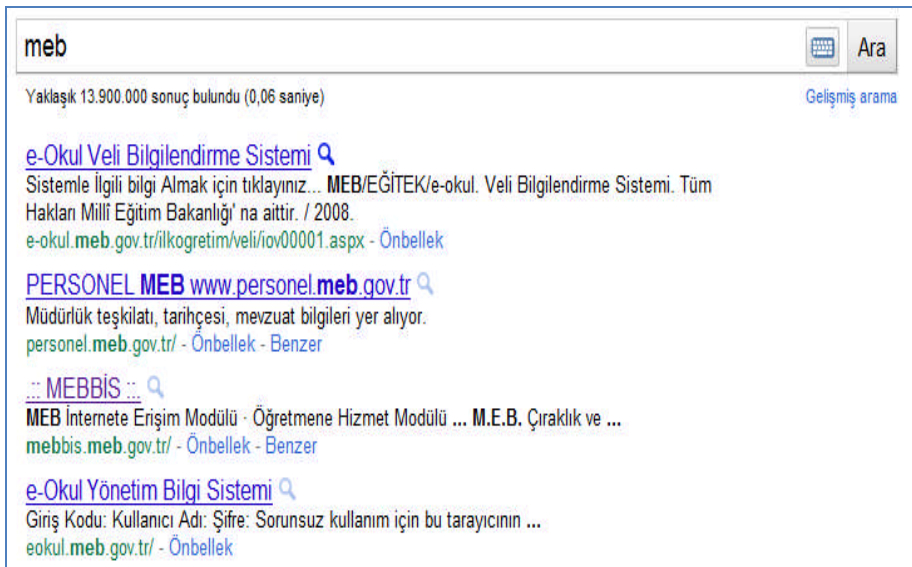 meb
Ara
Yaklaşık 13.900.000 sonuç bulundu (0,06 saniye)
Gelişmiş arama
e-Okul Veli Bilgilendirme Sistemi
Sistemle İlgili bilgi Almak için tıklayınız... MEB/EĞİTEK/e-okul. Veli Bilgilendirme Sistemi. Tüm
Hakları Millî Eğitim Bakanlığı' na aittir. / 2008.
e-okul.meb.gov.tr/ilkogretim/veli/iov00001.aspx - Önbellek
PERSONEL MEB www.personel.meb.gov.tr
Müdürlük teşkilatı, tarihçesi, mevzuat bilgileri yer alıyor.
personel.meb.gov.tr/ - Önbellek - Benzer
.:: MEBBİS ::.
MEB İnternete Erişim Modülü · Öğretmene Hizmet Modülü ... M.E.B. Çıraklık ve ...
mebbis.meb.gov.tr/ - Önbellek - Benzer
e-Okul Yönetim Bilgi Sistemi
Giriş Kodu: Kullanıcı Adı: Şifre: Sorunsuz kullanım için bu tarayıcının ...
eokul.meb.gov.tr/ - Önbellek